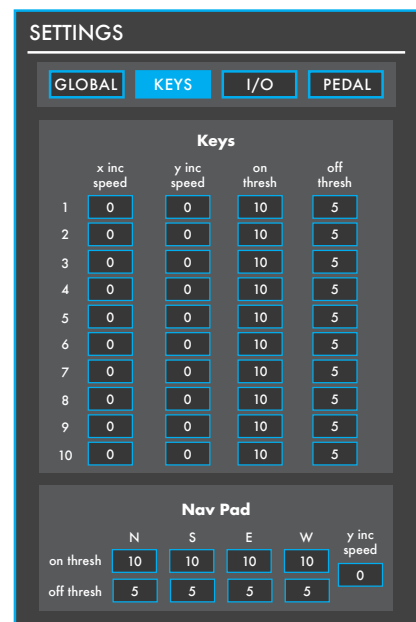 SETTINGS
GLOBAL KEYS I/O PEDAL
Keys
x inc speed y inc speed on thresh off thresh
1 0 0 10 5
2 0 0 10 5
3 0 0 10 5
4 0 0 10 5
5 0 0 10 5
6 0 0 10 5
7 0 0 10 5
8 0 0 10 5
9 0 0 10 5
10 0 0 10 5
Nav Pad
N S E W y inc speed
on thresh 10 10 10 10 0
off thresh 5 5 5 5